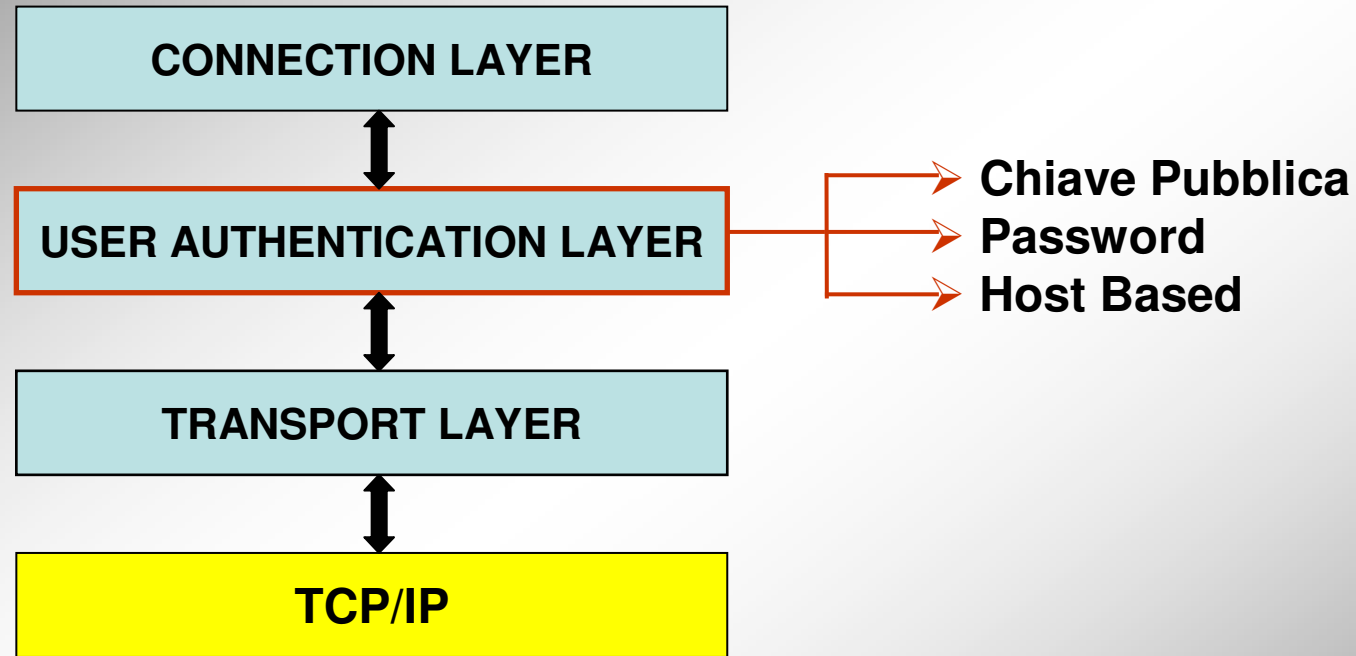 CONNECTION LAYER
USER AUTHENTICATION LAYER
Chiave Pubblica
Password
Host Based
TRANSPORT LAYER
TCP/IP